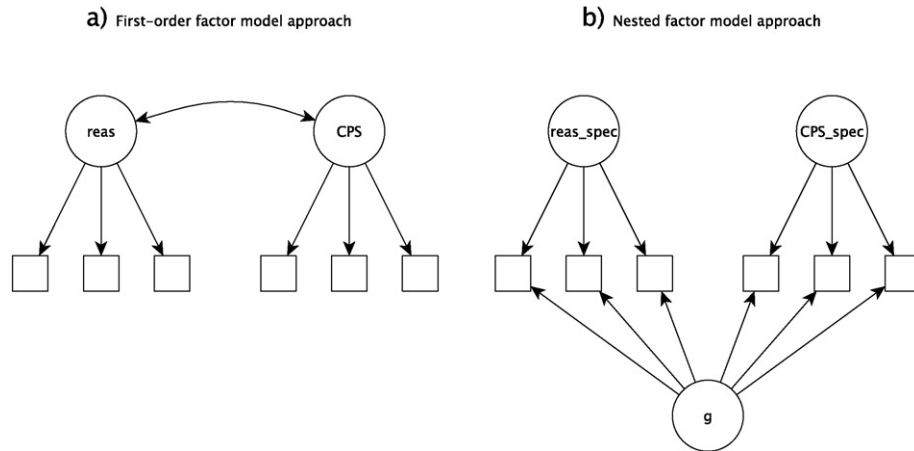 a) First-order factor model approach
b) Nested factor model approach
reas
CPS
reas_spec
CPS_spec
g